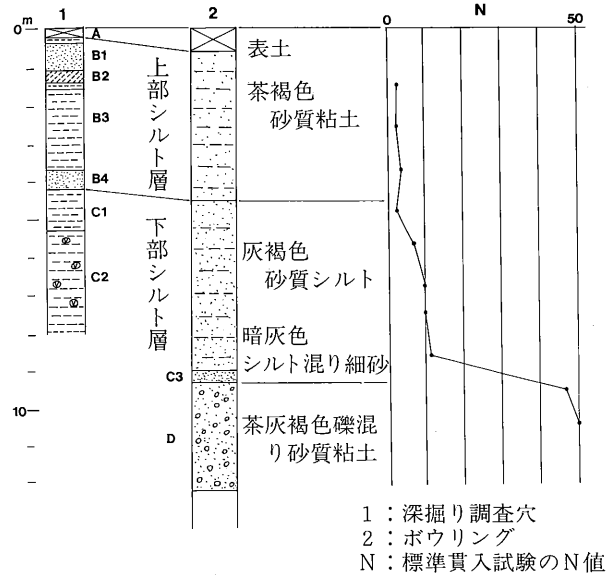 1 2 0 N 50
0m
A
B1
B2
B3
B4
C1
C2
10
C3
D
上部シルト層
下部シルト層
表土
茶褐色
砂質粘土
灰褐色
砂質シルト
暗灰色
シルト混り細砂
茶灰褐色礫混
り砂質粘土
1：深掘り調査穴
2：ボウリング
N：標準貫入試験のN値